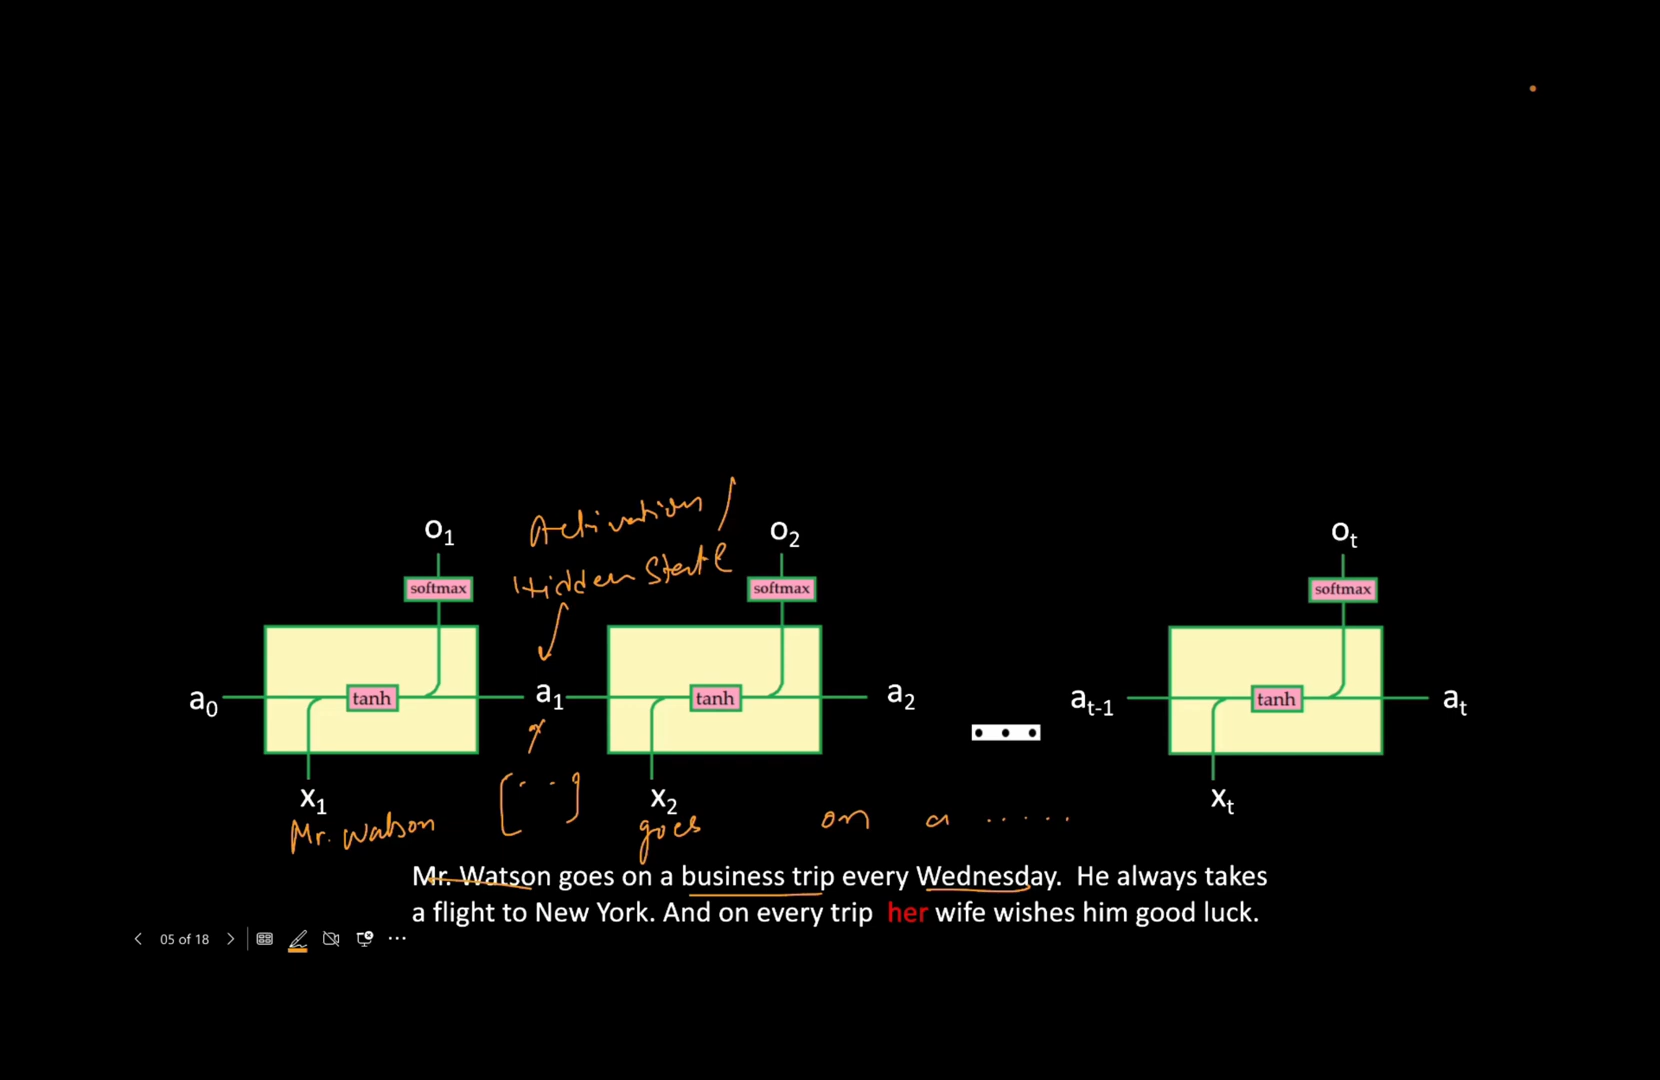 Activation /
Hidden State
o1 o2 ot
softmax softmax softmax
a0 tanh a1 tanh a2 at-1 tanh at
[ ·· ]
x1 x2 xt
Mr. Watson goes on a .....
Mr. Watson goes on a business trip every Wednesday. He always takes
a flight to New York. And on every trip her wife wishes him good luck.
05 of 18